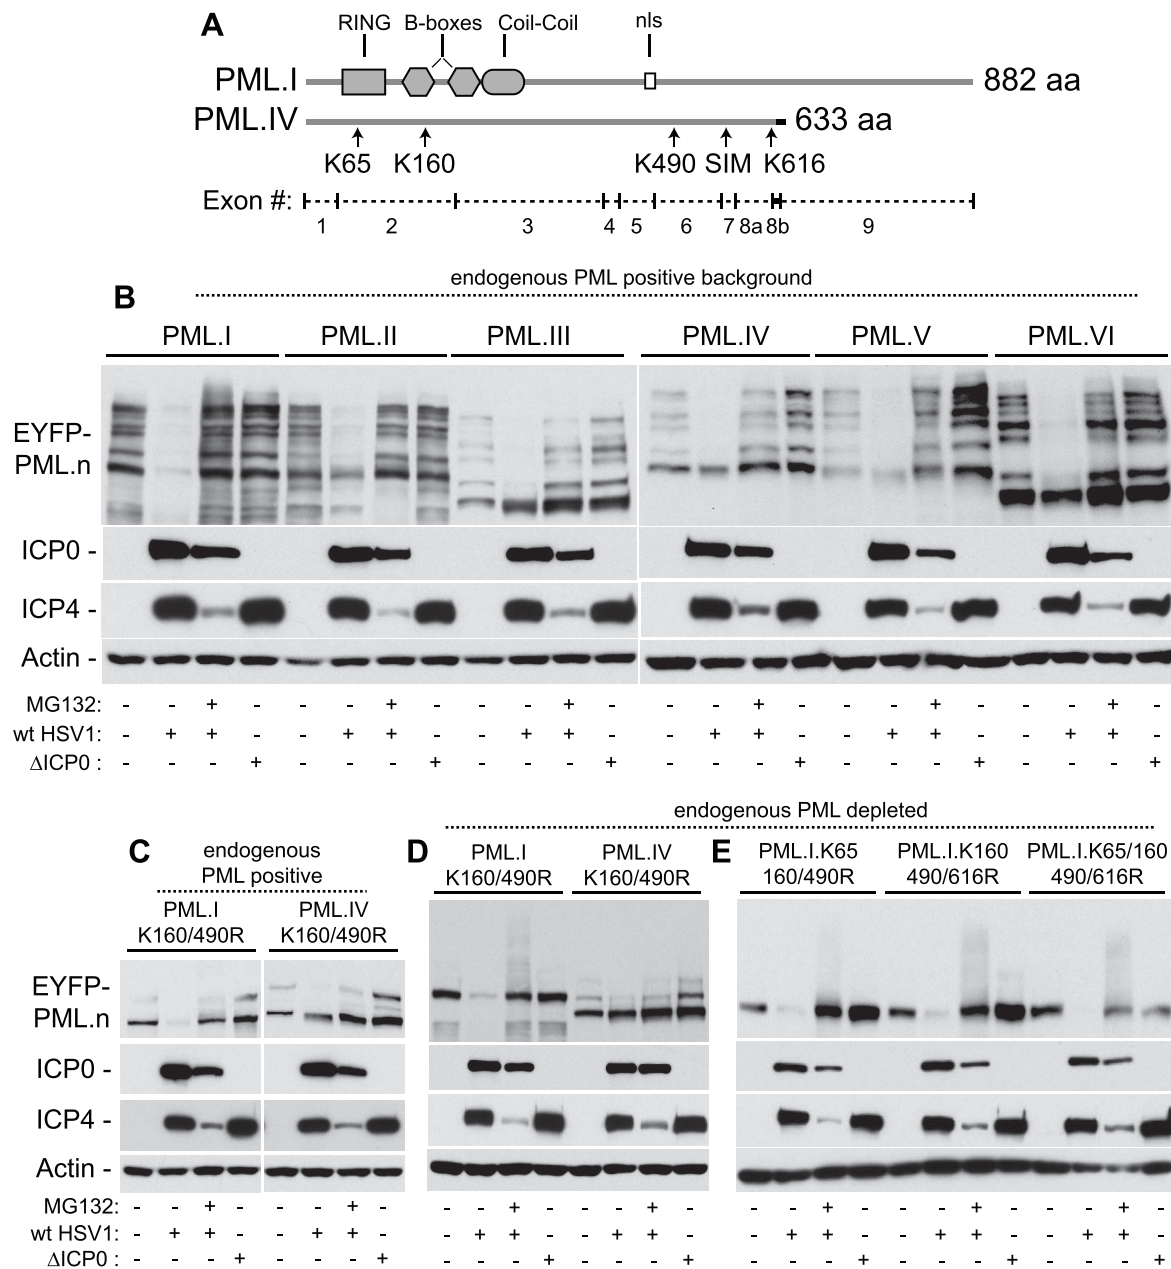 A
RING B-boxes Coil-Coil nls
PML.I 882 aa
PML.IV 633 aa
K65 K160 K490 SIM K616
Exon #:
1 2 3 4 5 6 7 8a 8b 9
B
endogenous PML positive background
PML.I PML.II PML.III PML.IV PML.V PML.VI
EYFP-
PML.n
ICP0 -
ICP4 -
Actin -
MG132: - - + - - - + - - - + - - - + - - - + - - - + -
wt HSV1: - + + - - + + - - + + - - + + - - + + - - + + -
ΔICP0 : - - - + - - - + - - - + - - - + - - - + - - - +
endogenous PML depleted
C
endogenous
PML positive
PML.I PML.IV
K160/490R K160/490R
D
PML.I PML.IV
K160/490R K160/490R
E
PML.I.K65 PML.I.K160 PML.I.K65/160
160/490R 490/616R 490/616R
EYFP-
PML.n
ICP0 -
ICP4 -
Actin -
MG132: - - + - - - + - - - + - - - + - - - + - - - + - - - + -
wt HSV1: - + + - - + + - - + + - - + + - - + + - - + + - - + + -
ΔICP0 : - - - + - - - + - - - + - - - + - - - + - - - + - - - +